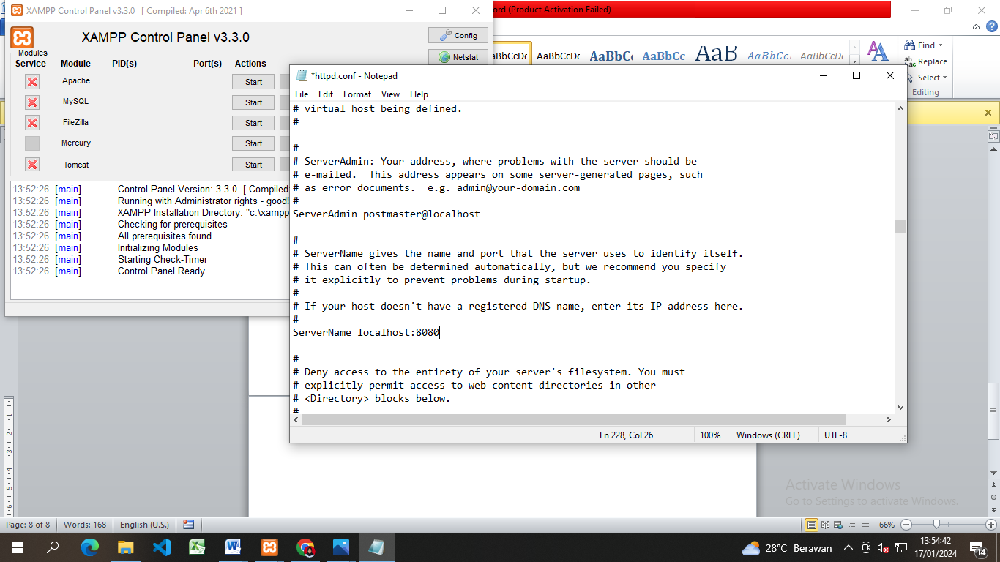 XAMPP Control Panel v3.3.0 [ Compiled: Apr 6th 2021 ]
ord (Product Activation Failed)
XAMPP Control Panel v3.3.0
Config
Netstat
Modules
Service
Module
PID(s)
Port(s)
Actions
Apache
Start
MySQL
Start
FileZilla
Start
Mercury
Start
Tomcat
Start
13:52:26 [main] Control Panel Version: 3.3.0 [ Compiled:
13:52:26 [main] Running with Administrator rights - good!
13:52:26 [main] XAMPP Installation Directory: "c:\xampp
13:52:26 [main] Checking for prerequisites
13:52:26 [main] All prerequisites found
13:52:26 [main] Initializing Modules
13:52:26 [main] Starting Check-Timer
13:52:26 [main] Control Panel Ready
aBbCcDc AaBbCcDc AaBbC AaBbCc AaB AaBbCc. AaBbCcDc
Find
Replace
Select
Editing
*httpd.conf - Notepad
File Edit Format View Help
# virtual host being defined.
#
#
# ServerAdmin: Your address, where problems with the server should be
# e-mailed. This address appears on some server-generated pages, such
# as error documents. e.g. admin@your-domain.com
#
ServerAdmin postmaster@localhost
#
# ServerName gives the name and port that the server uses to identify itself.
# This can often be determined automatically, but we recommend you specify
# it explicitly to prevent problems during startup.
#
# If your host doesn't have a registered DNS name, enter its IP address here.
#
ServerName localhost:8080
#
# Deny access to the entirety of your server's filesystem. You must
# explicitly permit access to web content directories in other
# <Directory> blocks below.
#
Ln 228, Col 26
100%
Windows (CRLF)
UTF-8
Activate Windows
Go to Settings to activate Windows.
Page: 8 of 8
Words: 168
English (U.S.)
66%
28°C Berawan
13:54:42
17/01/2024
14